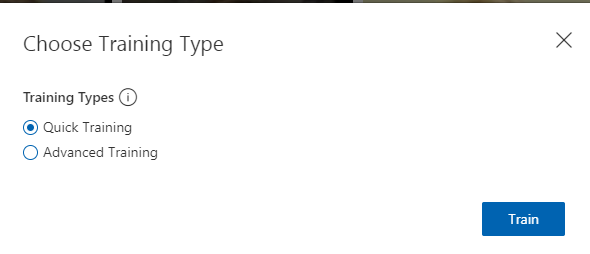 Choose Training Type
Training Types
Quick Training
Advanced Training
Train